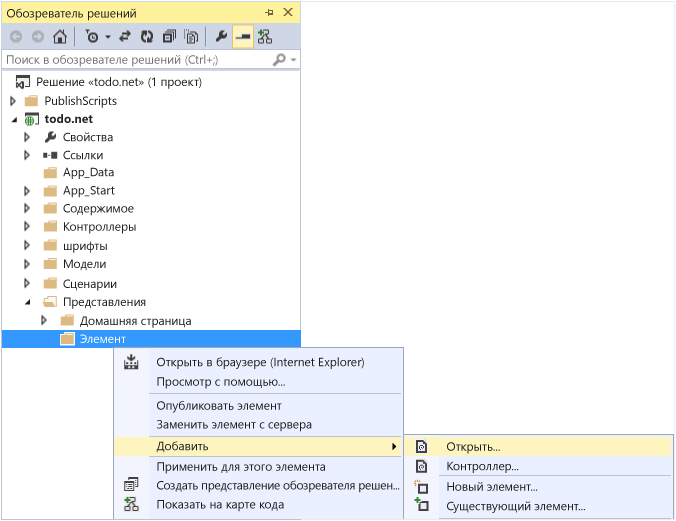 Обозреватель решений
Поиск в обозревателе решений (Ctrl+;)
Решение «todo.net» (1 проект)
PublishScripts
todo.net
Свойства
Ссылки
App_Data
App_Start
Содержимое
Контроллеры
шрифты
Модели
Сценарии
Представления
Домашняя страница
Элемент
Открыть в браузере (Internet Explorer)
Просмотр с помощью...
Опубликовать элемент
Заменить элемент с сервера
Добавить
Применить для этого элемента
Создать представление обозревателя решен...
Показать на карте кода
Открыть...
Контроллер...
Новый элемент...
Существующий элемент...